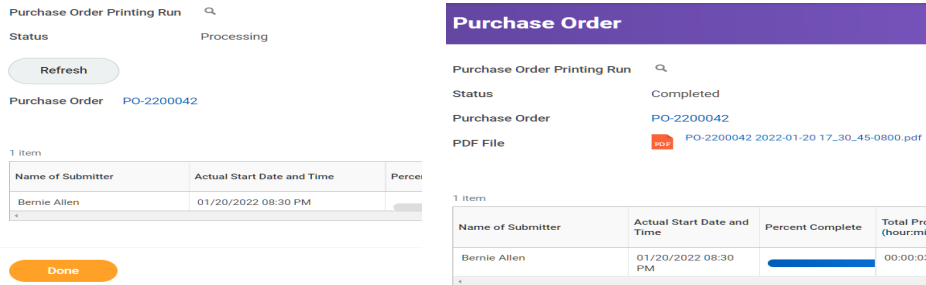 Purchase Order Printing Run
Status Processing
Refresh
Purchase Order PO-2200042
1 item
Name of Submitter Actual Start Date and Time
Bernie Allen 01/20/2022 08:30 PM
Done
Purchase Order
Purchase Order Printing Run
Status Completed
Purchase Order PO-2200042
PDF File PDF PO-2200042 2022-01-20 17_30_45-0800.pdf
1 item
Name of Submitter Actual Start Date and Time Percent Complete Total
Bernie Allen 01/20/2022 08:30 PM